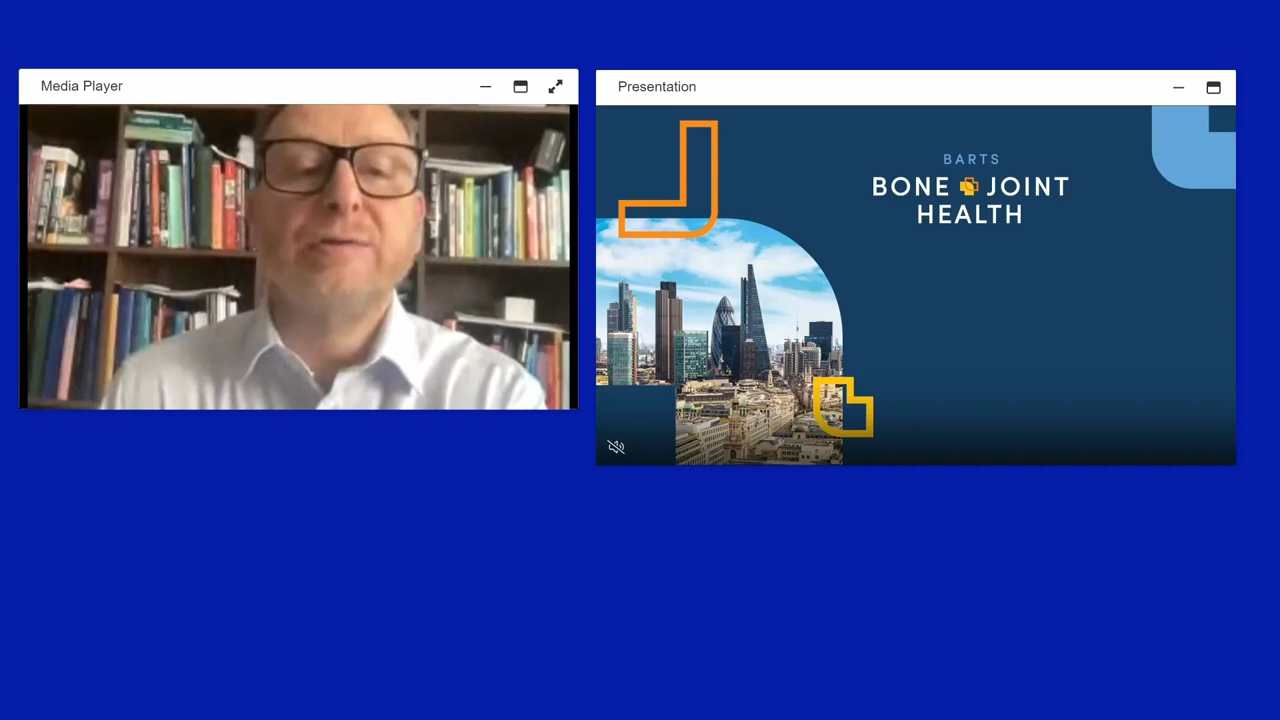 Media Player
Presentation
BARTS
BONE JOINT
HEALTH